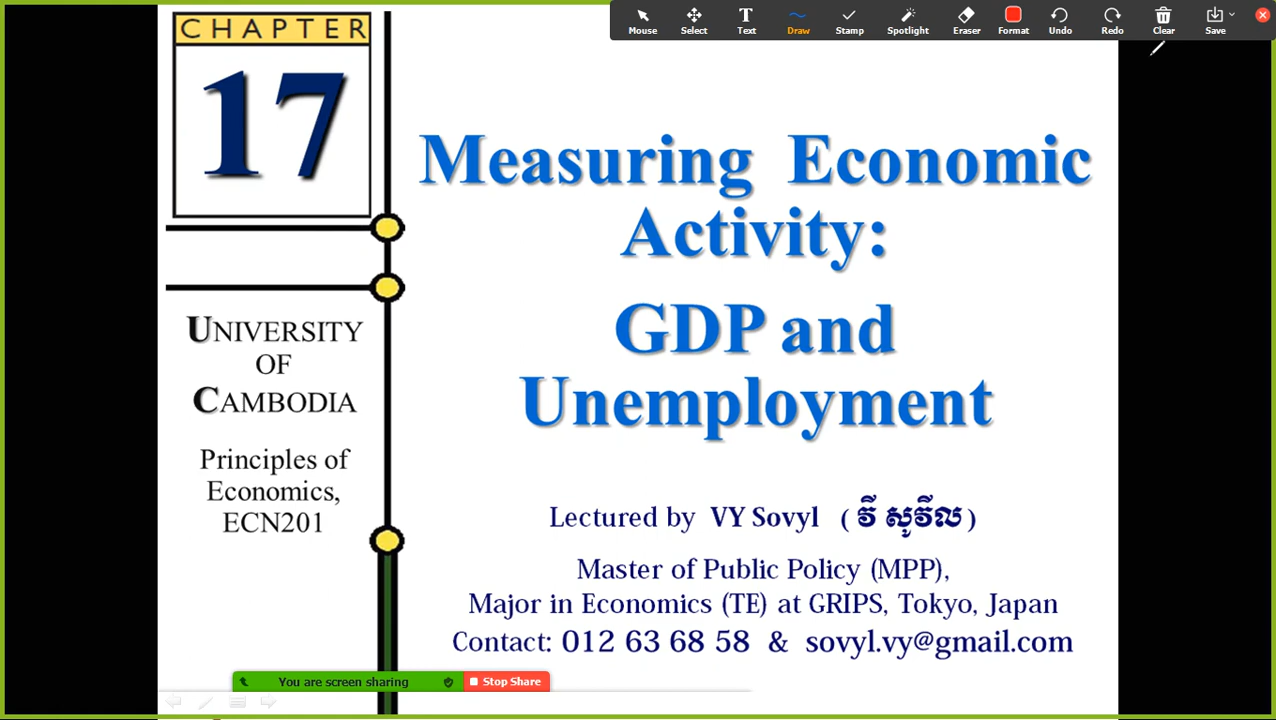 Mouse Select Text Draw Stamp Spotlight Eraser Format Undo Redo Clear Save
CHAPTER
17
Measuring Economic
Activity:
GDP and
Unemployment
UNIVERSITY
OF
CAMBODIA
Principles of
Economics,
ECN201
Lectured by VY Sovyl ( វី សូវីល )
Master of Public Policy (MPP),
Major in Economics (TE) at GRIPS, Tokyo, Japan
Contact: 012 63 68 58 & sovyl.vy@gmail.com
You are screen sharing Stop Share